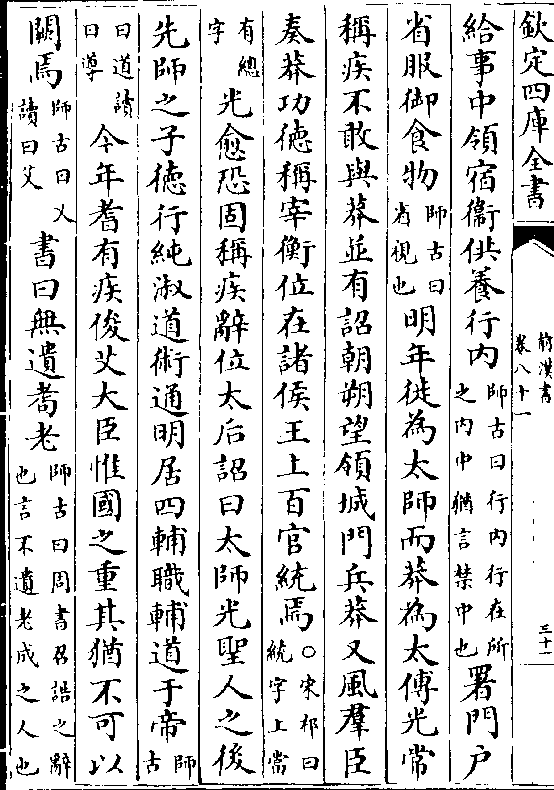 欽定四庫全書
前漢書
卷八十一
三十二
給事中領宿衞供養行内師古曰行内行在所之内中猶言禁中也署門户
省服御食物師古曰省視也明年徙為太師而莽為太傅光常
稱疾不敢與莽並有詔朝朔望領城門兵莽又風羣臣
奏莽功徳稱宰衡位在諸侯王上百官統焉○宋祁曰統字上當
有緫字光愈恐固稱疾辭位太后詔曰太師光聖人之後
先師之子徳行純淑道術通明居四輔職輔道于帝師古
曰道讀曰導今年耆有疾俊艾大臣惟國之重其猶不可以
闕焉師古曰乂讀曰艾書曰無遺耇老師古曰周書召誥之辭也言不遺老成之人也